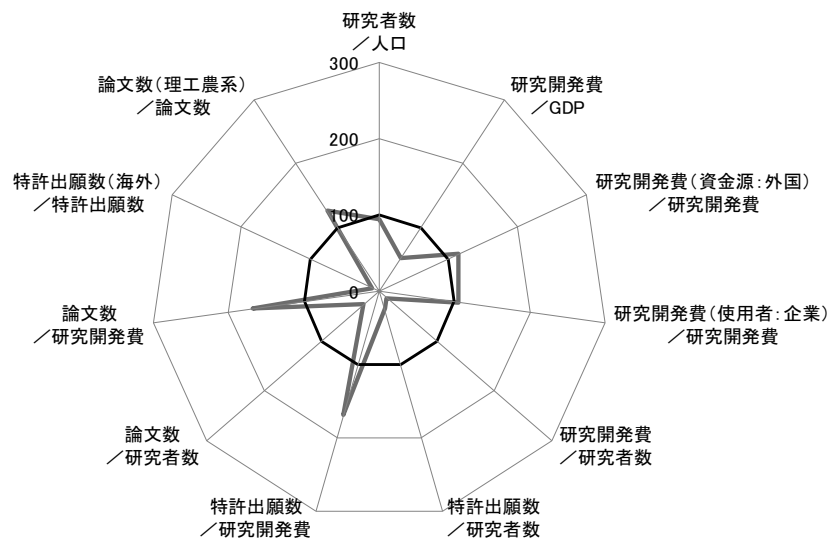 研究者数
／人口
研究開発費
／GDP
研究開発費(資金源:外国)
／研究開発費
研究開発費(使用者:企業)
／研究開発費
研究開発費
／研究者数
特許出願数
／研究者数
特許出願数
／研究開発費
論文数
／研究者数
論文数
／研究開発費
特許出願数(海外)
／特許出願数
論文数(理工農系)
／論文数
300
200
100
0